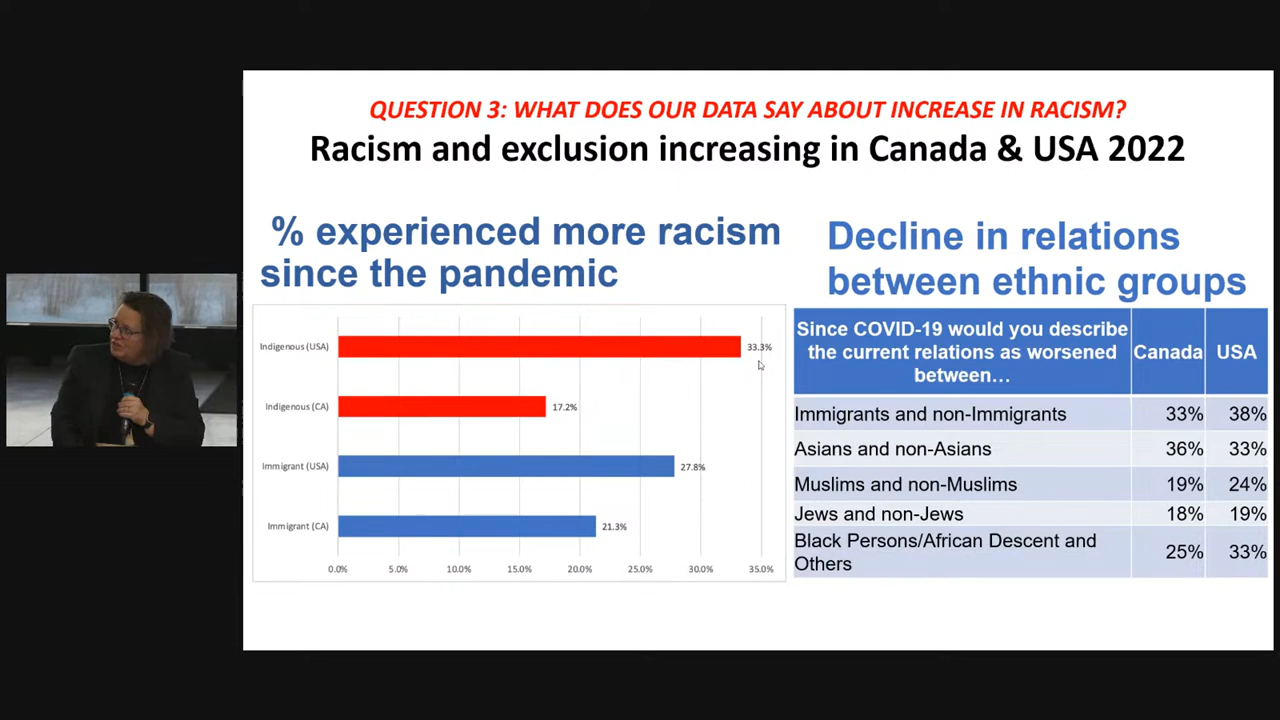 QUESTION 3: WHAT DOES OUR DATA SAY ABOUT INCREASE IN RACISM?
Racism and exclusion increasing in Canada & USA 2022
% experienced more racism
since the pandemic
Indigenous (USA)
33.3%
Indigenous (CA)
17.2%
Immigrant (USA)
27.8%
Immigrant (CA)
21.3%
0.0% 5.0% 10.0% 15.0% 20.0% 25.0% 30.0% 35.0%
Decline in relations
between ethnic groups
Since COVID-19 would you describe
the current relations as worsened
between…
Canada USA
Immigrants and non-Immigrants 33% 38%
Asians and non-Asians 36% 33%
Muslims and non-Muslims 19% 24%
Jews and non-Jews 18% 19%
Black Persons/African Descent and
Others
25% 33%